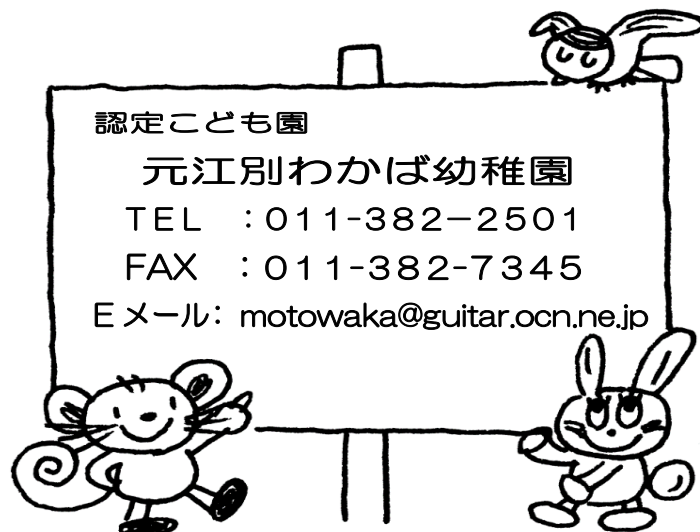 認定こども園
元江別わかば幼稚園
ＴＥＬ　：０１１-３８２－２５０１
FAX　：０１１-３８２-７３４５
Ｅメール： motowaka@guitar.ocn.ne.jp